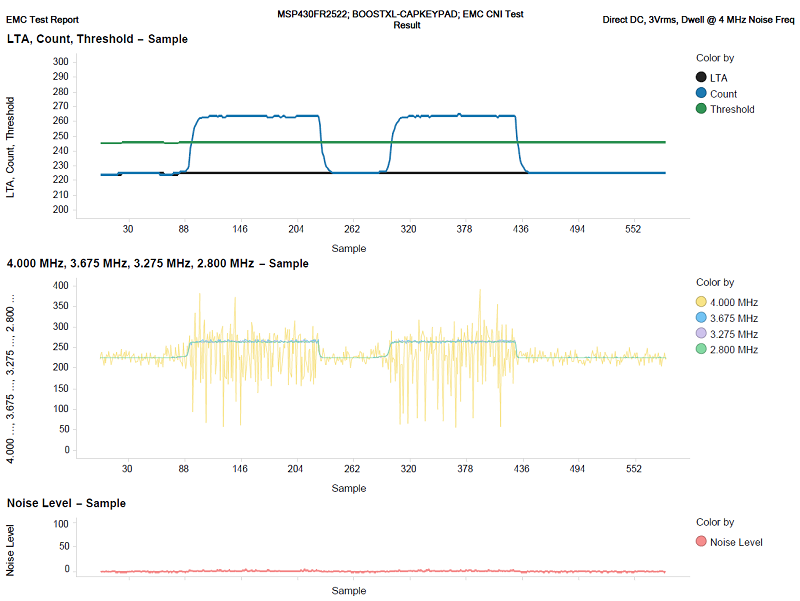 EMC Test Report
MSP430FR2522; BOOSTXL-CAPKEYPAD; EMC CNI Test
Result
Direct DC, 3Vrms, Dwell @ 4 MHz Noise Freq
LTA, Count, Threshold – Sample
LTA, Count, Threshold
300
290
280
270
260
250
240
230
220
210
200
30 88 146 204 262 320 378 436 494 552
Sample
Color by
LTA
Count
Threshold
4.000 MHz, 3.675 MHz, 3.275 MHz, 2.800 MHz – Sample
4.000 ..., 3.675 ..., 3.275 ..., 2.800 ...
400
350
300
250
200
150
100
50
0
30 88 146 204 262 320 378 436 494 552
Sample
Color by
4.000 MHz
3.675 MHz
3.275 MHz
2.800 MHz
Noise Level – Sample
Noise Level
100
50
0
Sample
Color by
Noise Level